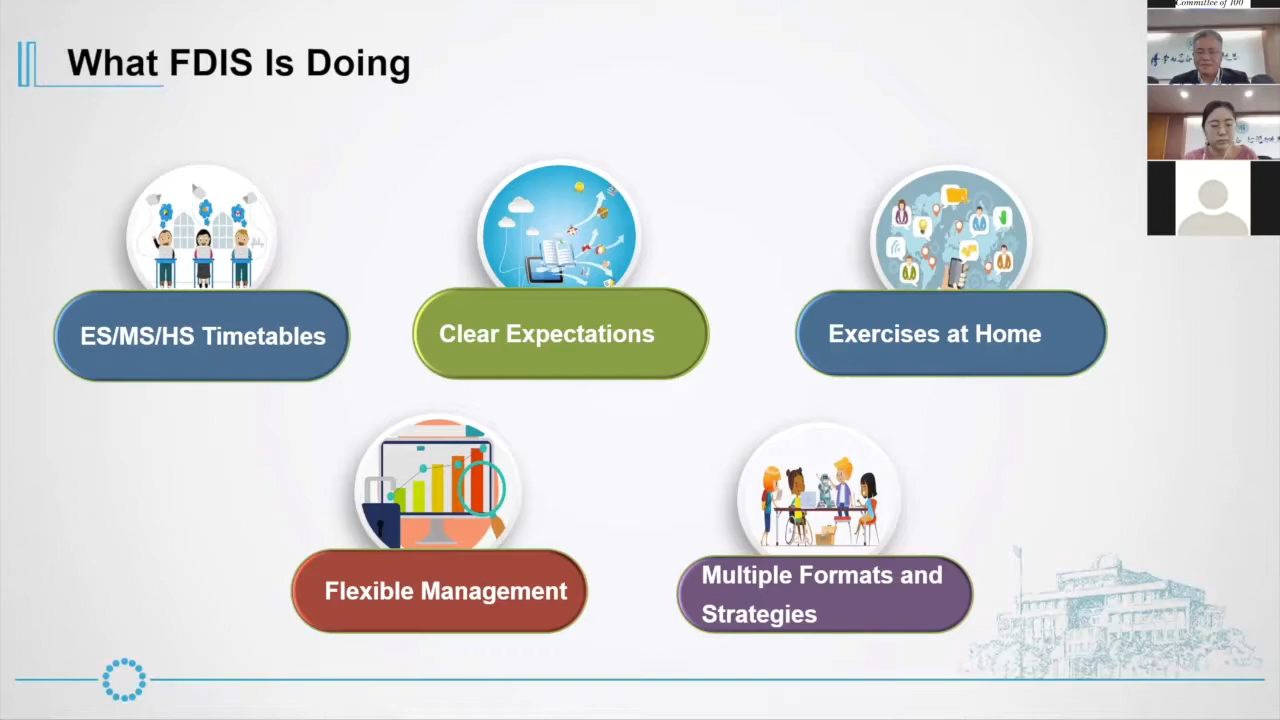 Committee of 100
What FDIS Is Doing
ES/MS/HS Timetables
Clear Expectations
Exercises at Home
Flexible Management
Multiple Formats and
Strategies